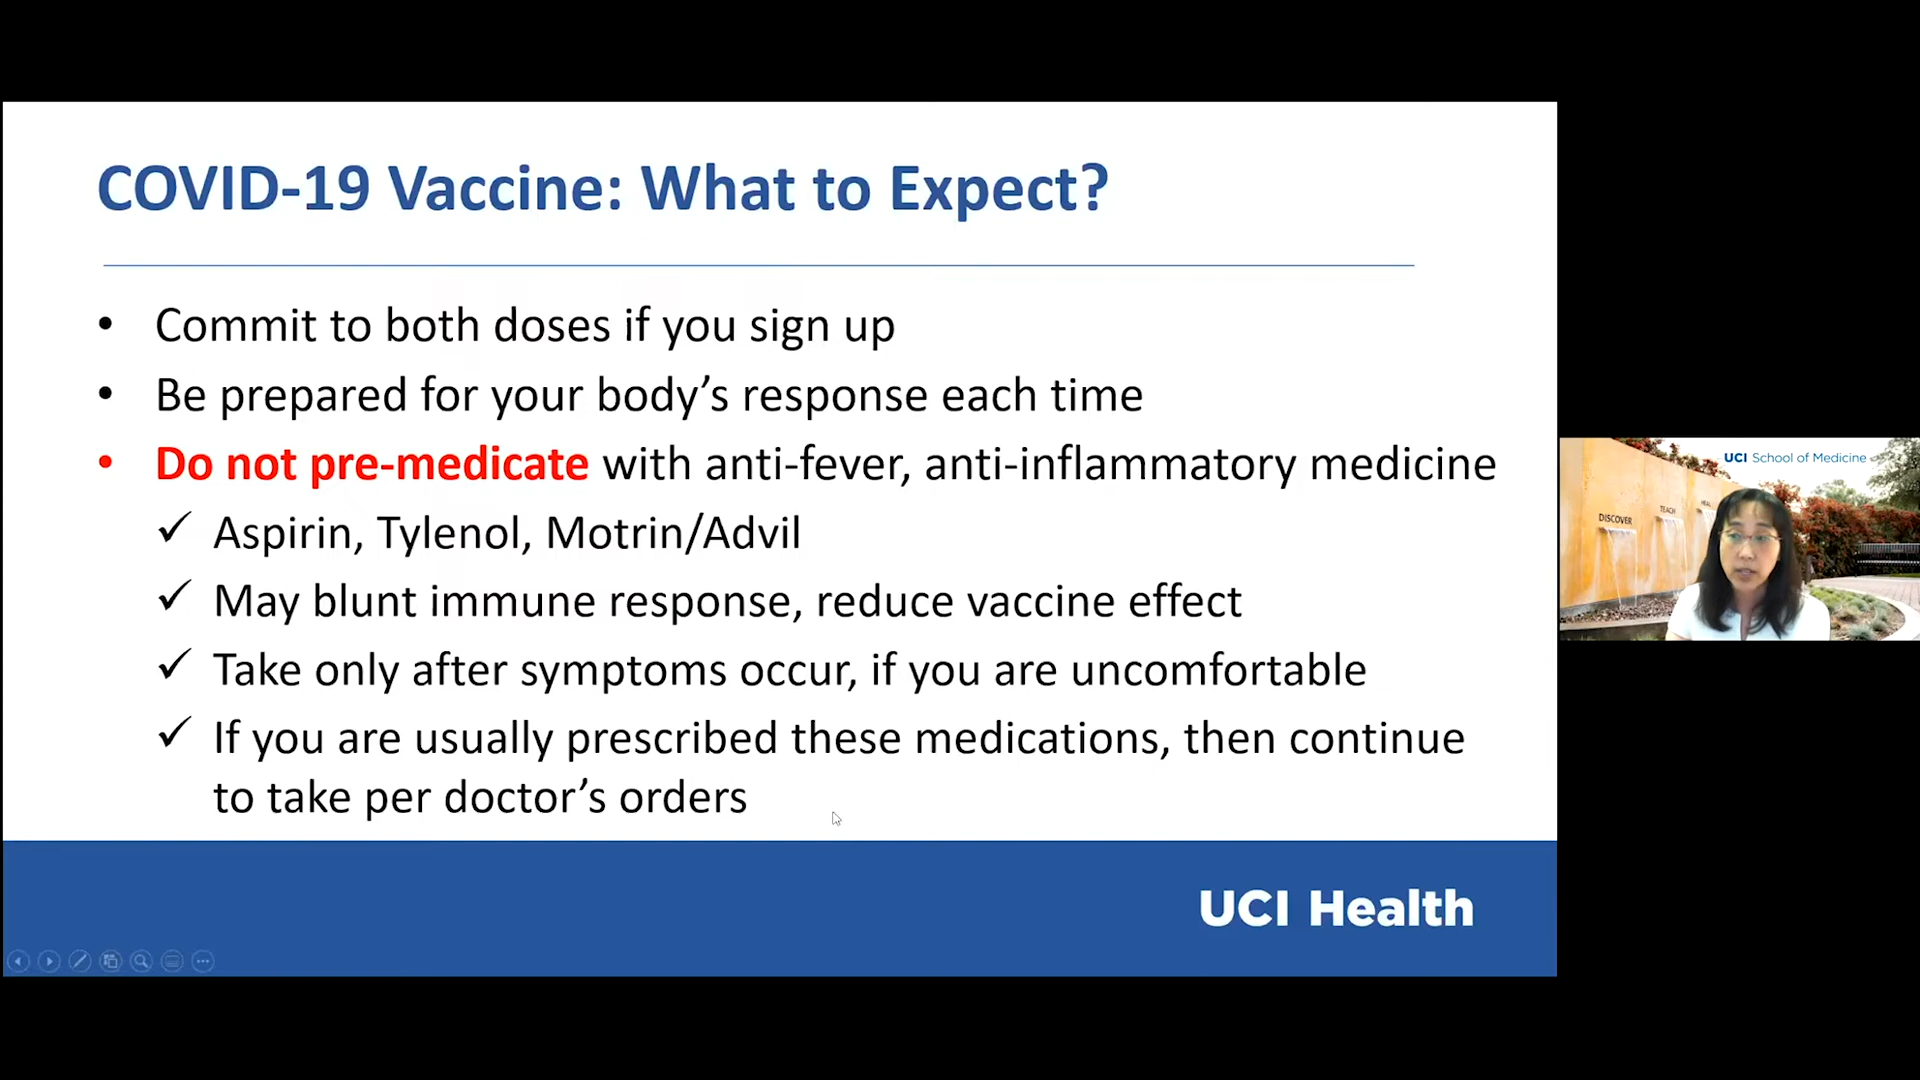 COVID-19 Vaccine: What to Expect?
• Commit to both doses if you sign up
• Be prepared for your body’s response each time
• Do not pre-medicate with anti-fever, anti-inflammatory medicine
✓ Aspirin, Tylenol, Motrin/Advil
✓ May blunt immune response, reduce vaccine effect
✓ Take only after symptoms occur, if you are uncomfortable
✓ If you are usually prescribed these medications, then continue
to take per doctor’s orders
UCI Health
UCI School of Medicine
DISCOVER
TEACH